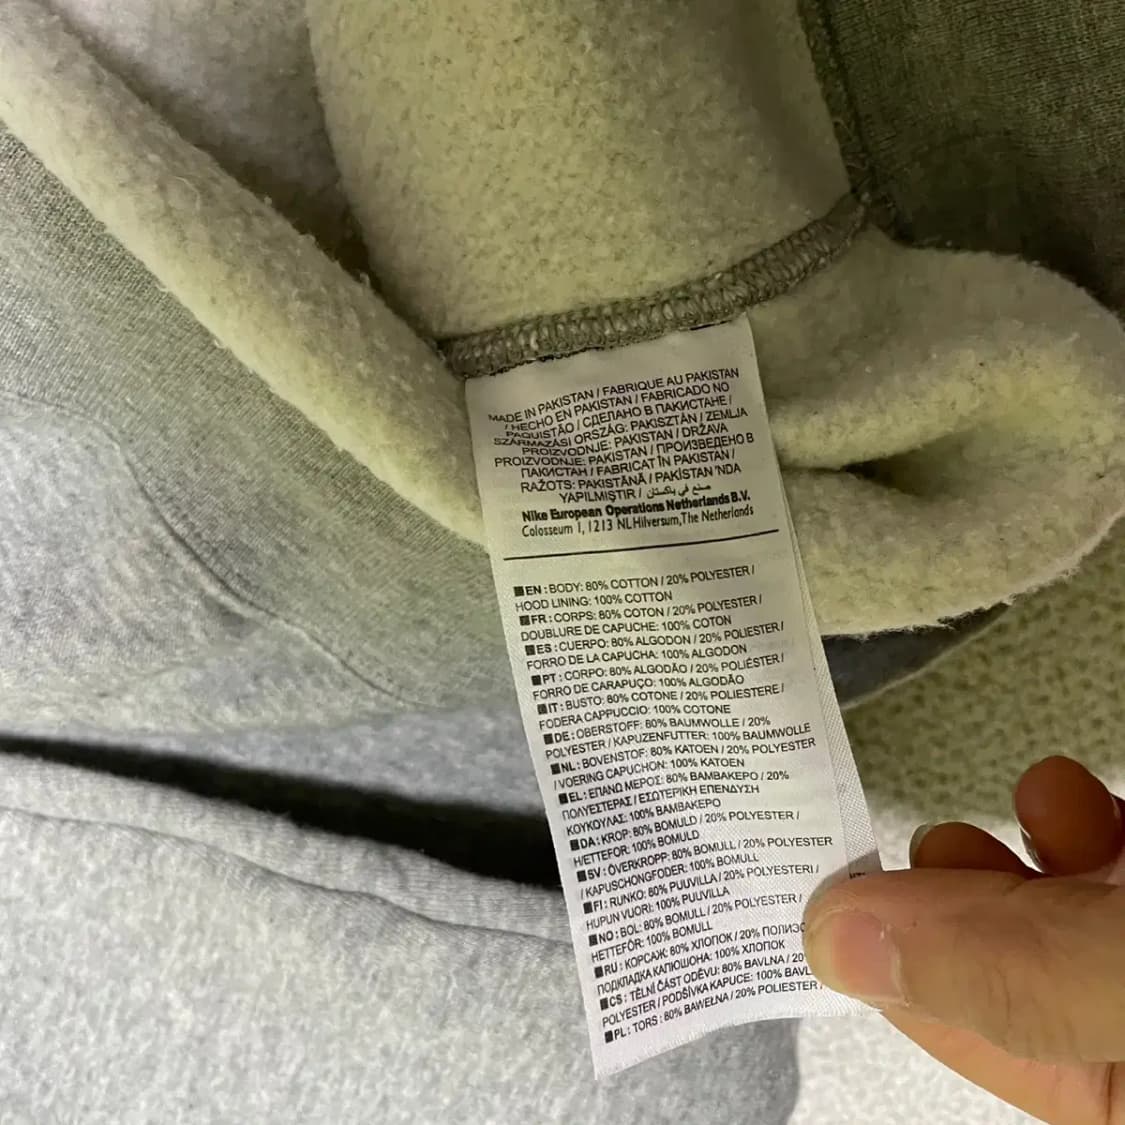 MADE IN PAKISTAN / FABRIQUE AU PAKISTAN
/ HECHO EN PAKISTAN / FABRICADO NO
PAQUISTÃO / СДЕЛАНО В ПАКИСТАНЕ /
SZÁRMAZÁSI ORSZÁG: PAKISZTÁN / ZEMLJA
PROIZVODNJE: PAKISTAN / DRŽAVA
PROIZVODNJE: PAKISTAN / ПРОИЗВЕДЕНО В
ПАКИСТАН / FABRICAT ÎN PAKISTAN /
RAŽOTS: PAKISTĀNĀ / PAKİSTAN 'NDA
YAPILMIŞTIR / صنع في باكستان
Nike European Operations Netherlands B.V.
Colosseum 1, 1213 NL Hilversum, The Netherlands
EN : BODY: 80% COTTON / 20% POLYESTER /
HOOD LINING: 100% COTTON
FR : CORPS: 80% COTON / 20% POLYESTER /
DOUBLURE DE CAPUCHE: 100% COTON
ES : CUERPO: 80% ALGODON / 20% POLIESTER /
FORRO DE LA CAPUCHA: 100% ALGODON
PT : CORPO: 80% ALGODÃO / 20% POLIÉSTER /
FORRO DE CARAPUÇO: 100% ALGODÃO
IT : BUSTO: 80% COTONE / 20% POLIESTERE /
FODERA CAPPUCCIO: 100% COTONE
DE : OBERSTOFF: 80% BAUMWOLLE / 20%
POLYESTER / KAPUZENFUTTER: 100% BAUMWOLLE
NL : BOVENSTOF: 80% KATOEN / 20% POLYESTER
/ VOERING CAPUCHON: 100% KATOEN
EL : ΕΠΑΝΩ ΜΕΡΟΣ: 80% ΒΑΜΒΑΚΕΡΟ / 20%
ΠΟΛΥΕΣΤΕΡΑΣ / ΕΣΩΤΕΡΙΚΗ ΕΠΕΝΔΥΣΗ
ΚΟΥΚΟΥΛΑΣ: 100% ΒΑΜΒΑΚΕΡΟ
DA : KROP: 80% BOMULD / 20% POLYESTER /
HÆTTEFOR: 100% BOMULD
SV : ÖVERKROPP: 80% BOMULL / 20% POLYESTER
/ KAPUSCHONGFODER: 100% BOMULL
FI : RUNKO: 80% PUUVILLA / 20% POLYESTERI /
HUPUN VUORI: 100% PUUVILLA
NO : BOL: 80% BOMULL / 20% POLYESTER /
HETTEFÔR: 100% BOMULL
RU : КОРСАЖ: 80% ХЛОПОК / 20%
ПОДКЛАДКА КАПЮШОНА: 100% ХЛОПОК
CS : TĚLNÍ ČÁST ODĚVU: 80% BAVLNA /
POLYESTER / PODŠÍVKA KAPUCE: 100%
PL : TORS : 80% BAWEŁNA / 20% POLIESTER /